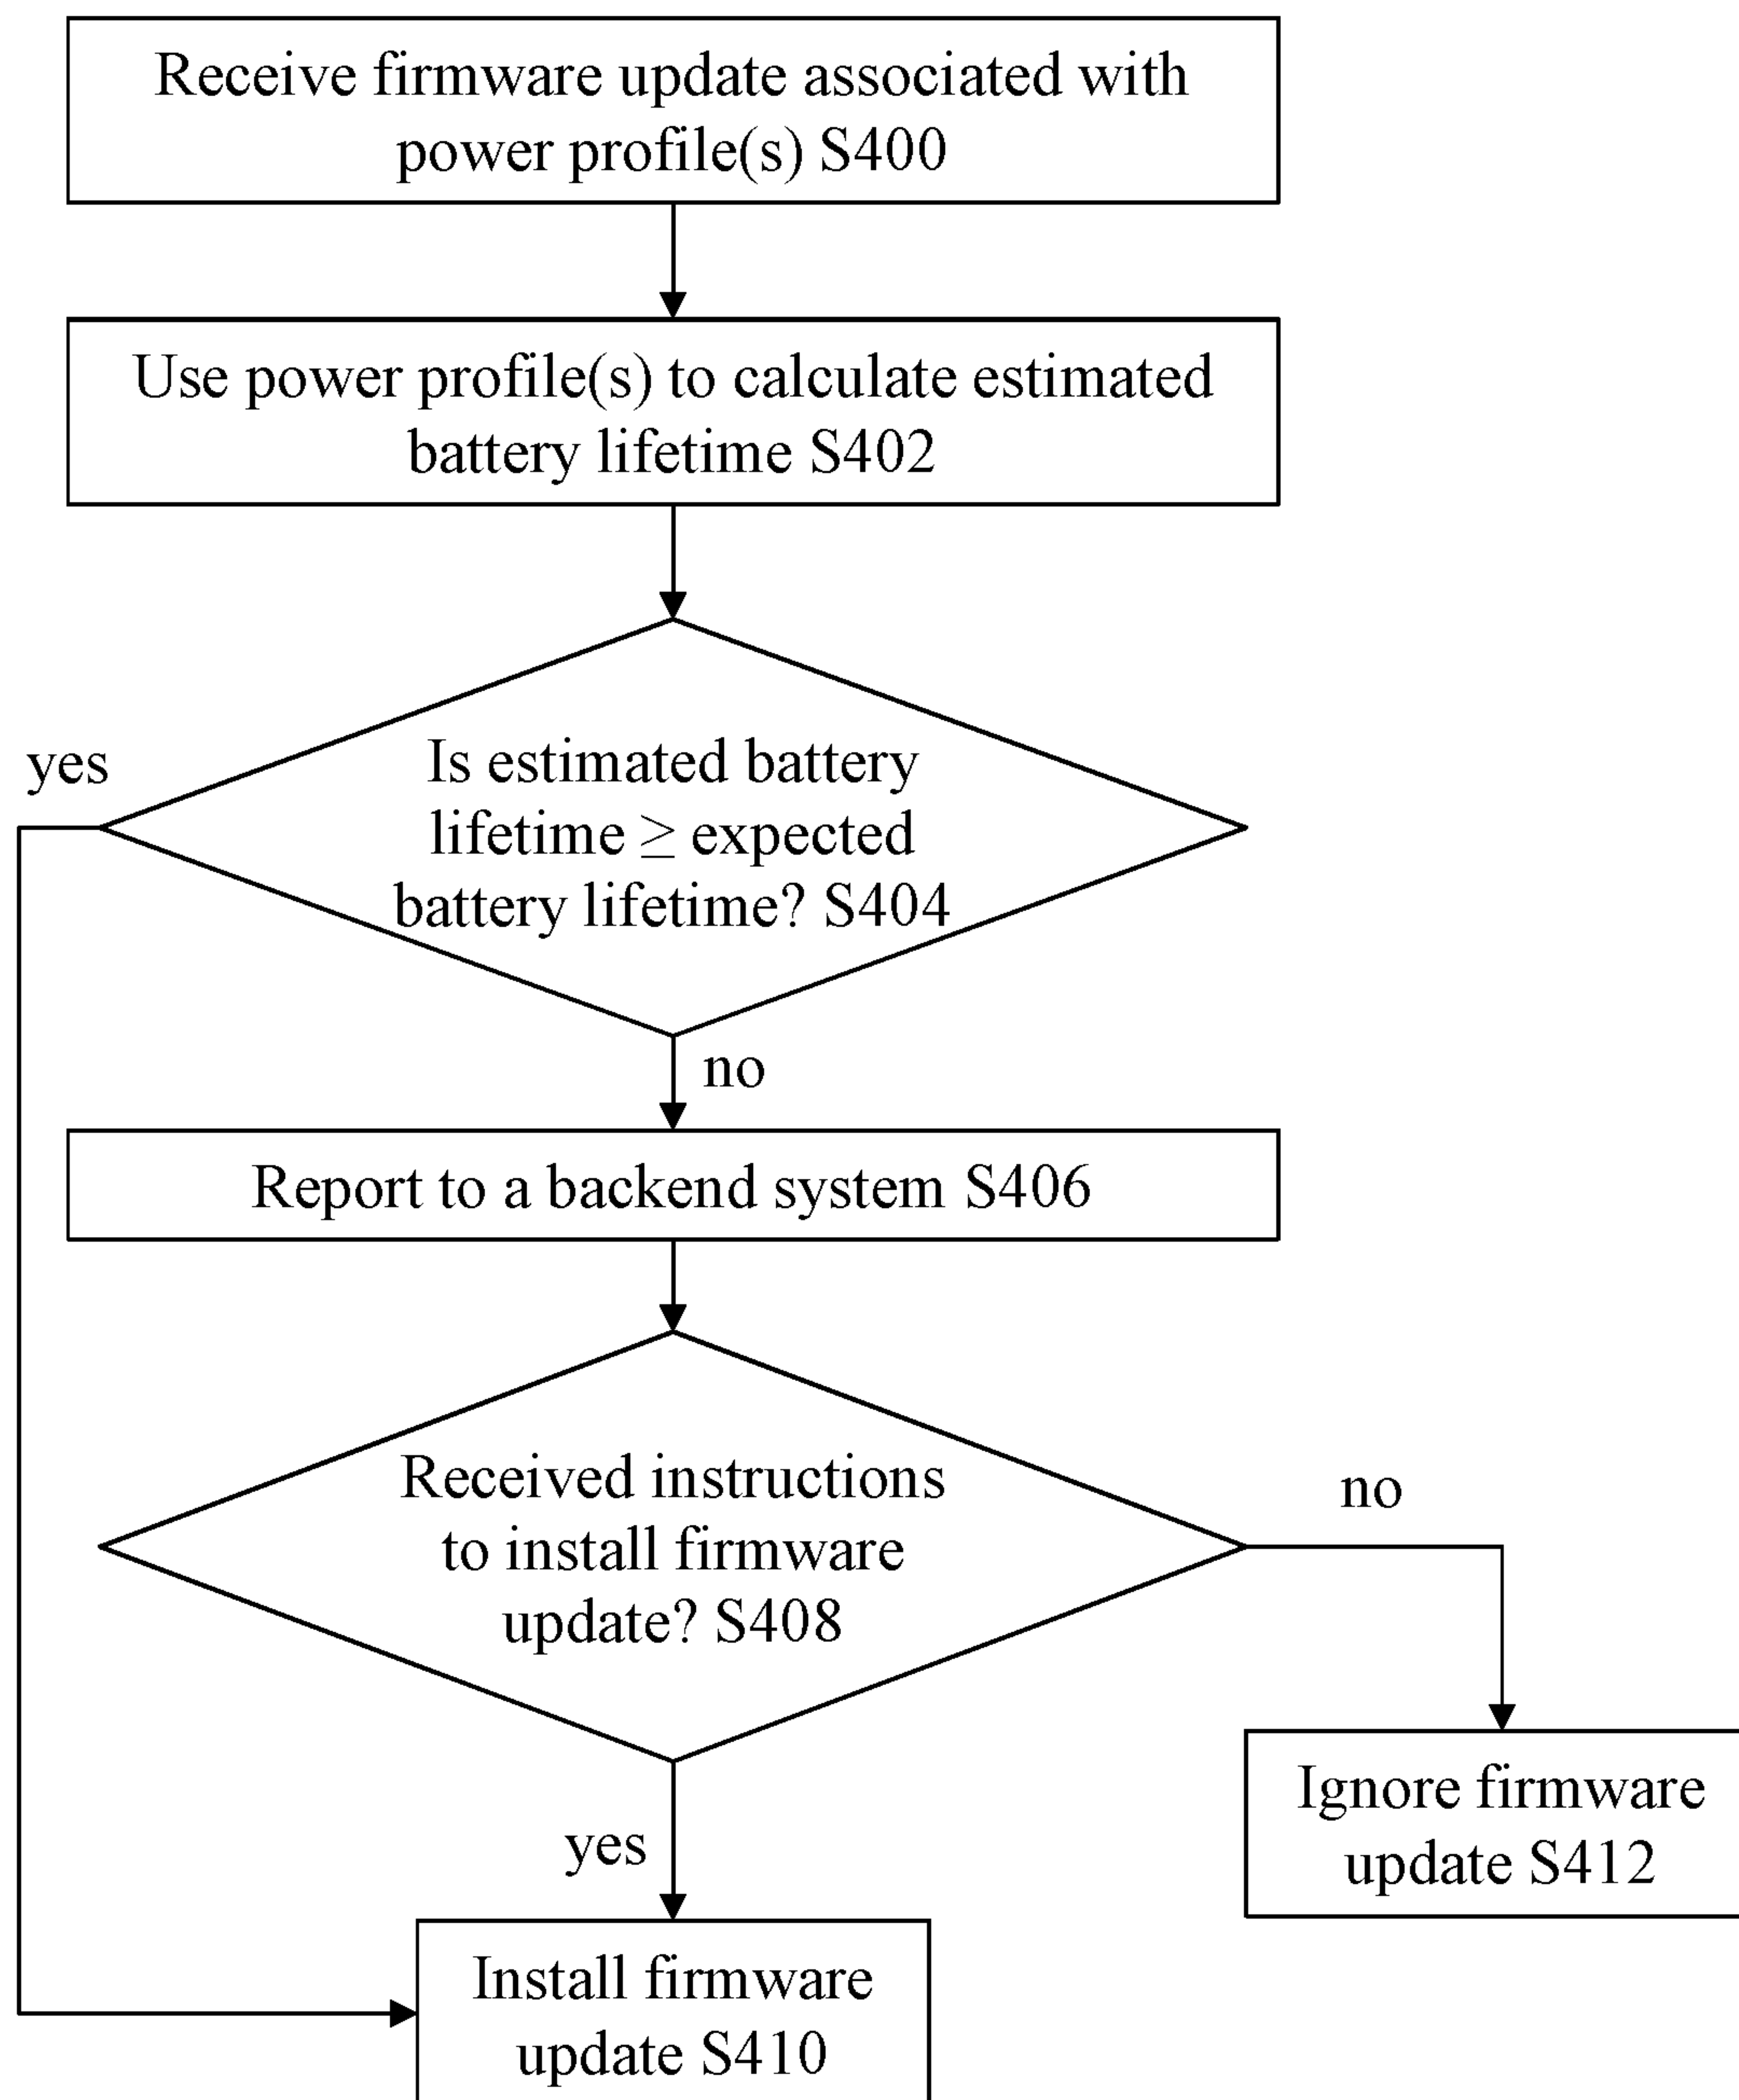 Receive firmware update associated with
power profile(s) S400
Use power profile(s) to calculate estimated
battery lifetime S402
yes
Is estimated battery
lifetime ≥ expected
battery lifetime? S404
no
Report to a backend system S406
Received instructions
to install firmware
update? S408
no
yes
Ignore firmware
update S412
Install firmware
update S410